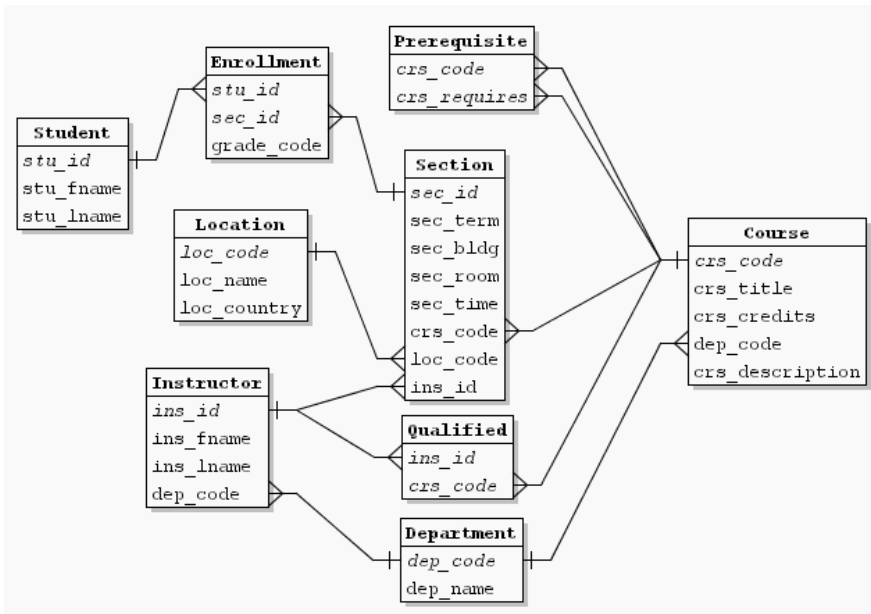 Prerequisite
crs_code
crs_requires
Enrollment
stu_id
sec_id
grade_code
Student
stu_id
stu_fname
stu_lname
Section
sec_id
sec_term
sec_bldg
sec_room
sec_time
crs_code
loc_code
ins_id
Location
loc_code
loc_name
loc_country
Course
crs_code
crs_title
crs_credits
dep_code
crs_description
Instructor
ins_id
ins_fname
ins_lname
dep_code
Qualified
ins_id
crs_code
Department
dep_code
dep_name